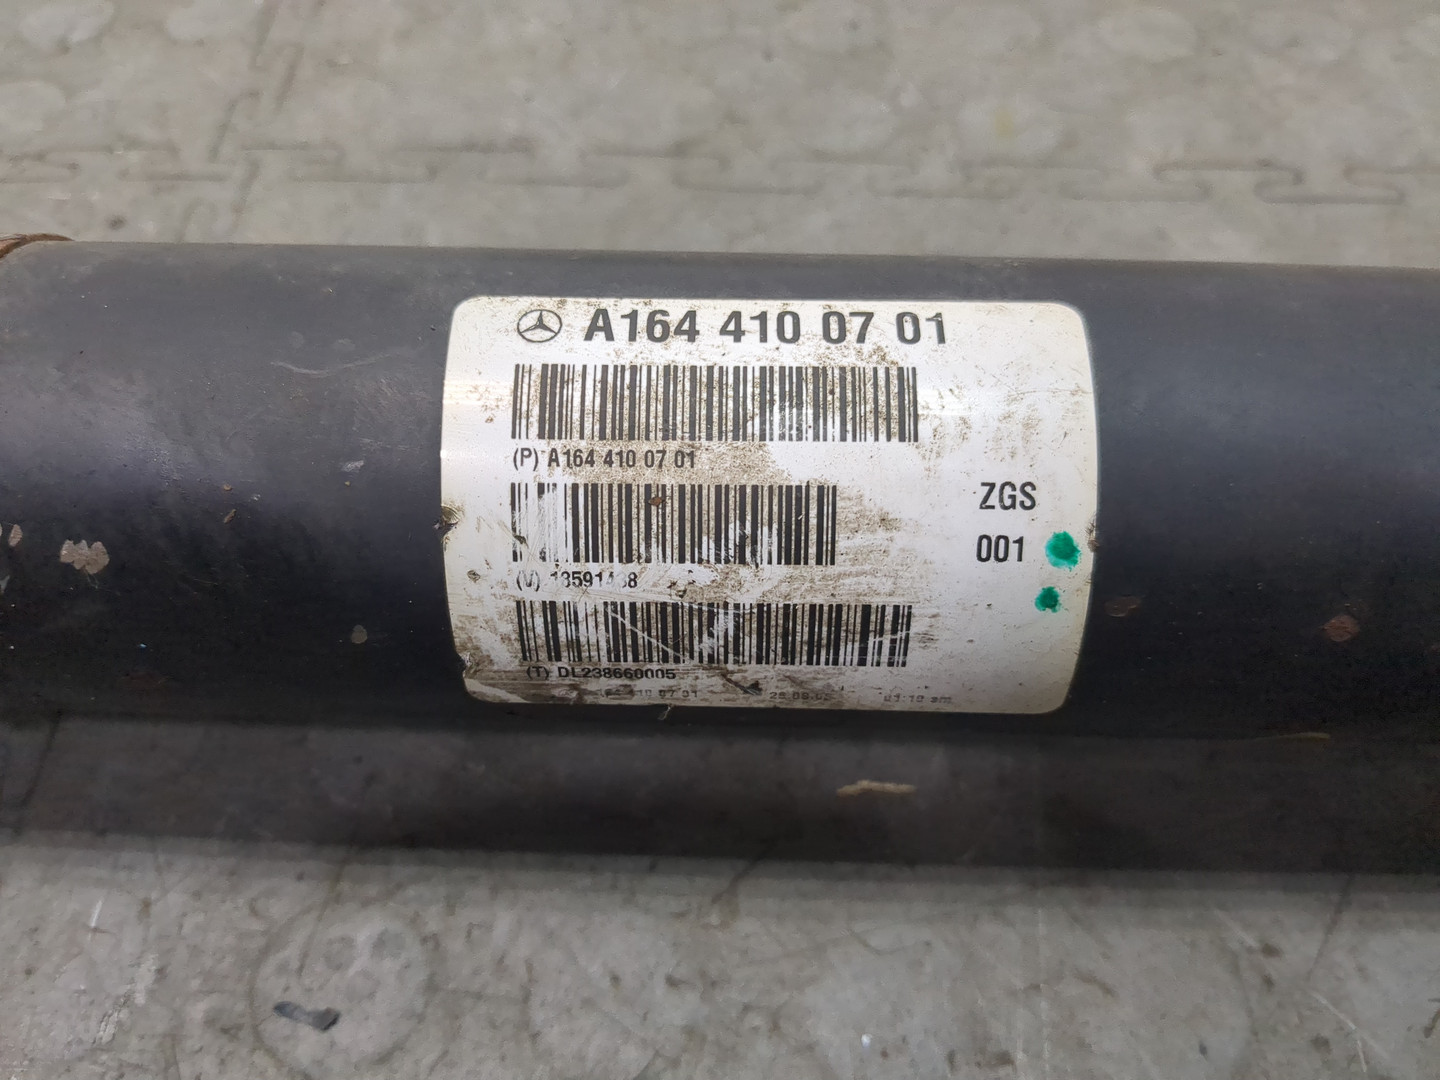 A164 410 07 01
(P) A164 410 07 01
ZGS
001
(V)
(T) DL238660005